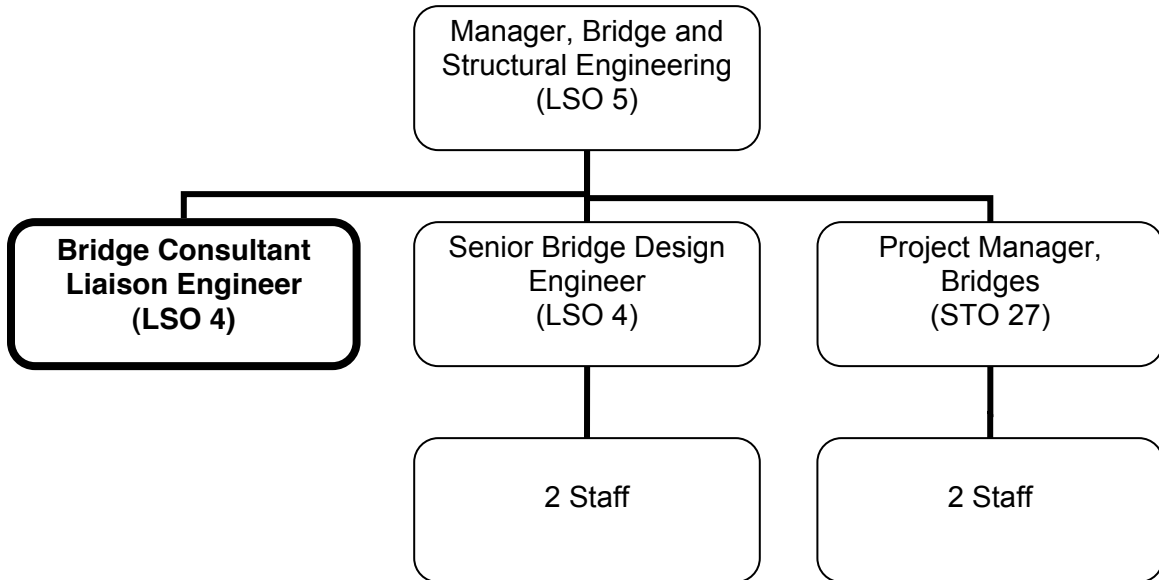 Manager, Bridge and
Structural Engineering
(LSO 5)
Bridge Consultant
Liaison Engineer
(LSO 4)
Senior Bridge Design
Engineer
(LSO 4)
Project Manager,
Bridges
(STO 27)
2 Staff
2 Staff